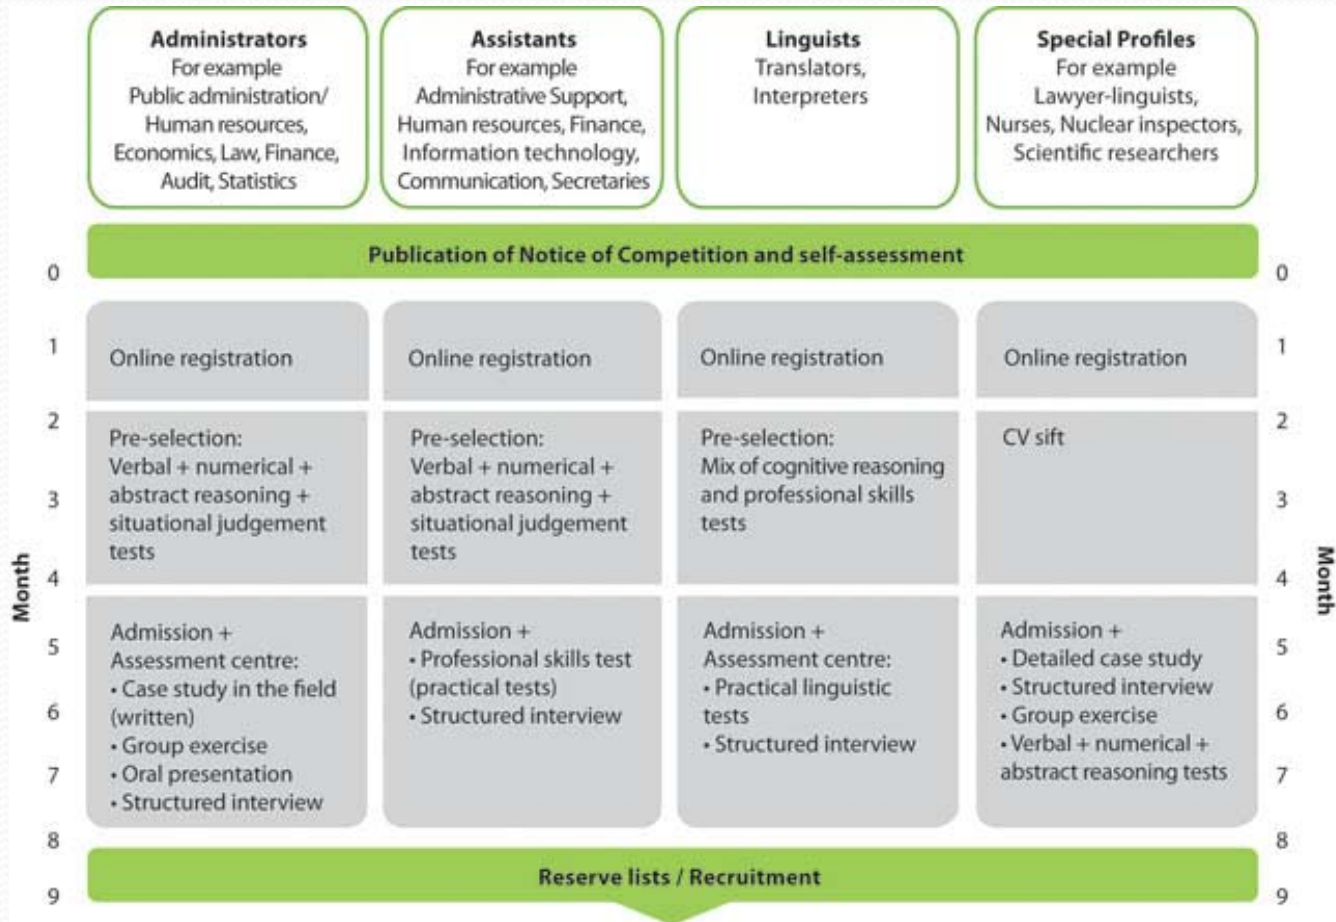 Administrators
For example
Public administration/
Human resources,
Economics, Law, Finance,
Audit, Statistics
Assistants
For example
Administrative Support,
Human resources, Finance,
Information technology,
Communication, Secretaries
Linguists
Translators,
Interpreters
Special Profiles
For example
Lawyer-linguists,
Nurses, Nuclear inspectors,
Scientific researchers
Publication of Notice of Competition and self-assessment
Month
0
1
2
3
4
5
6
7
8
9
Online registration
Online registration
Online registration
Online registration
Pre-selection:
Verbal + numerical +
abstract reasoning +
situational judgement
tests
Pre-selection:
Verbal + numerical +
abstract reasoning +
situational judgement
tests
Pre-selection:
Mix of cognitive reasoning
and professional skills
tests
CV sift
Admission +
Assessment centre:
• Case study in the field
(written)
• Group exercise
• Oral presentation
• Structured interview
Admission +
• Professional skills test
(practical tests)
• Structured interview
Admission +
Assessment centre:
• Practical linguistic
tests
• Structured interview
Admission +
• Detailed case study
• Structured interview
• Group exercise
• Verbal + numerical +
abstract reasoning tests
0
1
2
3
4
5
6
7
8
9
Month
Reserve lists / Recruitment